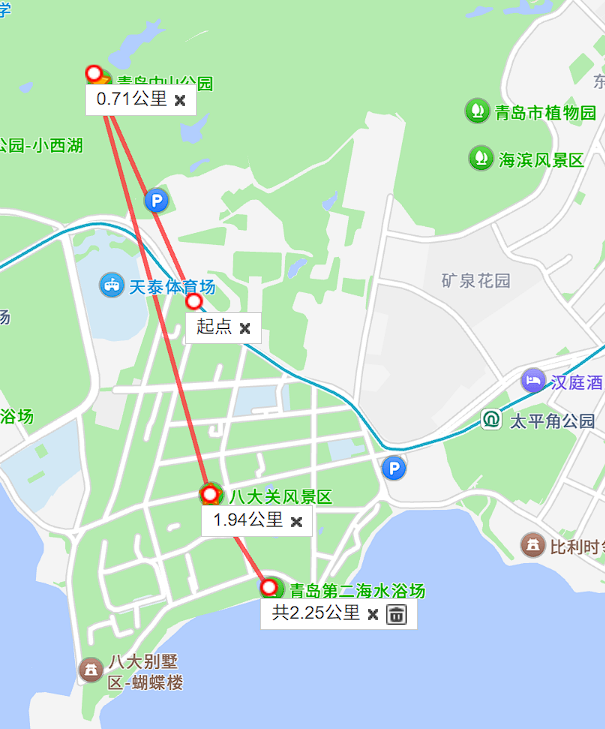 学
青岛中山公园
0.71公里
青岛市植物园
公园-小西湖
海滨风景区
P
天泰体育场
矿泉花园
场
起点
汉庭酒
浴场
太平角公园
P
八大关风景区
1.94公里
比利时领
青岛第二海水浴场
共2.25公里
八大别墅
区-蝴蝶楼